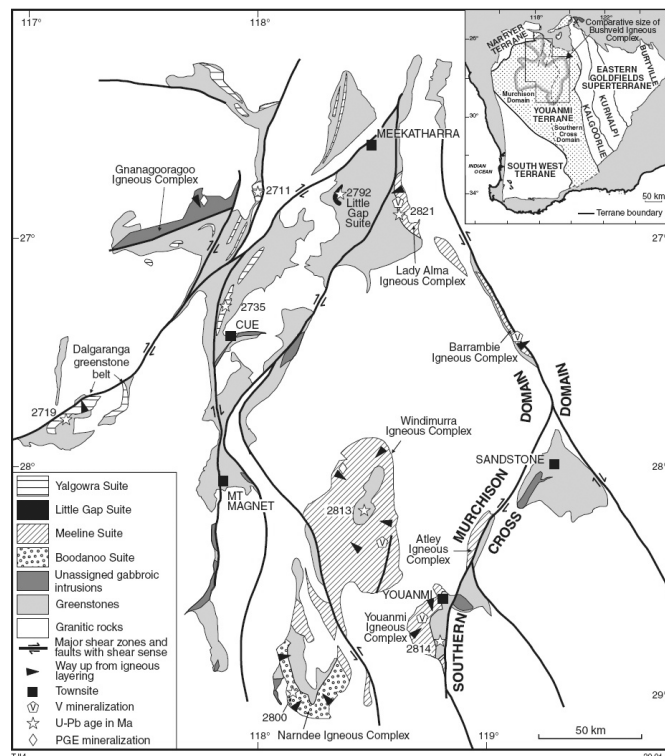 117°
118°
118°
120°
26°
NARRYER
TERRANE
Comparative size of
Bushveld Igneous
Complex
Murchison
Domain
YOUANMI
TERRANE
Southern
Cross
Domain
EASTERN
GOLDFIELDS
SUPERTERRANE
BURTVILLE
KURNALPI
KALGOORLIE
30°
SOUTH WEST
TERRANE
INDIAN
OCEAN
34°
50 km
Terrane boundary
MEEKATHARRA
Gnanagooragoo
Igneous Complex
2711
2792
Little
Gap
Suite
V
2821
27°
27°
Lady Alma
Igneous Complex
2735
CUE
V
Barrambie
Igneous Complex
Dalgaranga
greenstone
belt
2719
DOMAIN
DOMAIN
Windimurra
Igneous Complex
SANDSTONE
28°
28°
MT
MAGNET
2813
V
MURCHISON
CROSS
Atley
Igneous
Complex
YOUANMI
Youanmi
Igneous
Complex
V
2814
SOUTHERN
29°
29°
2800
Narndee Igneous Complex
118°
119°
50 km
Yalgowra Suite
Little Gap Suite
Meeline Suite
Boodanoo Suite
Unassigned gabbroic
intrusions
Greenstones
Granitic rocks
Major shear zones and
faults with shear sense
Way up from igneous
layering
Townsite
V mineralization
U-Pb age in Ma
PGE mineralization